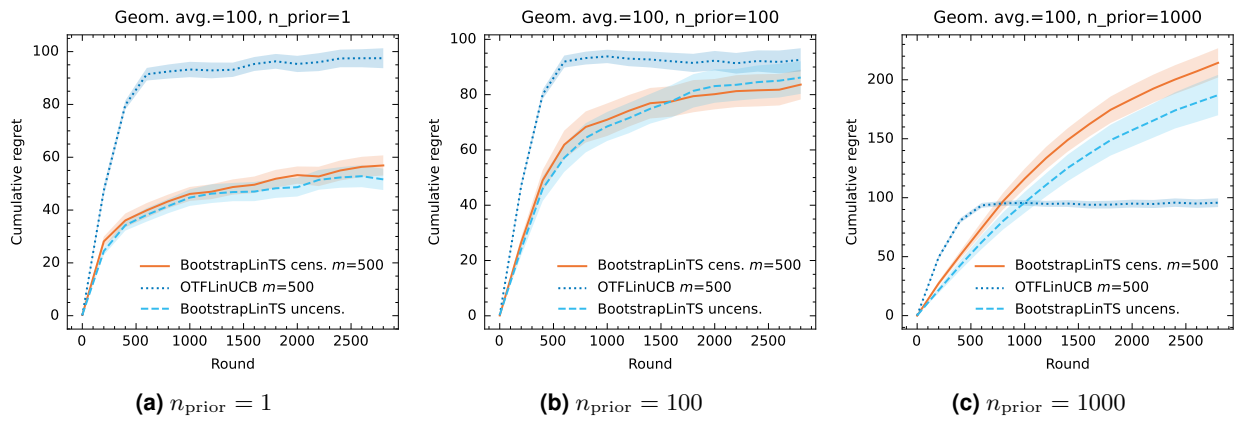 Geom. avg.=100, n_prior=1
Cumulative regret
100
80
60
40
20
0
BootstrapLinTS cens. m=500
OTFLinUCB m=500
BootstrapLinTS uncens.
0 500 1000 1500 2000 2500
Round
(a) n_prior = 1
Geom. avg.=100, n_prior=100
Cumulative regret
100
80
60
40
20
0
BootstrapLinTS cens. m=500
OTFLinUCB m=500
BootstrapLinTS uncens.
0 500 1000 1500 2000 2500
Round
(b) n_prior = 100
Geom. avg.=100, n_prior=1000
Cumulative regret
200
150
100
50
0
BootstrapLinTS cens. m=500
OTFLinUCB m=500
BootstrapLinTS uncens.
0 500 1000 1500 2000 2500
Round
(c) n_prior = 1000